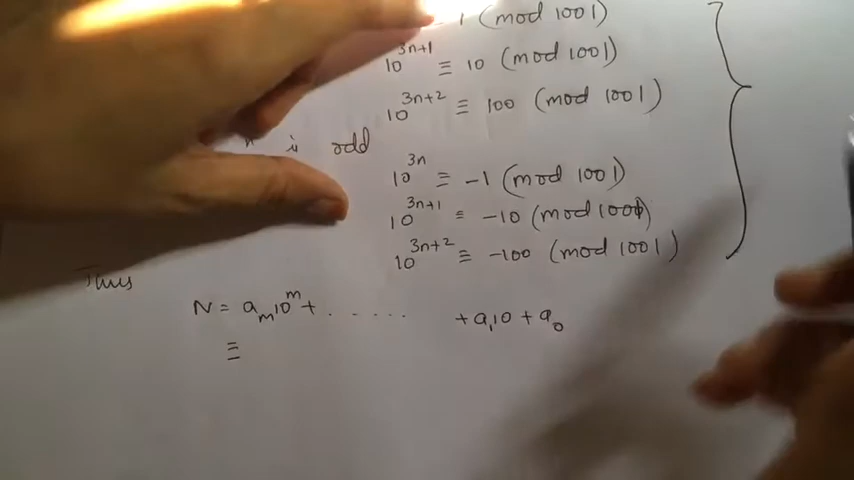 1 (mod 1001)
10^{3n+1} ≡ 10 (mod 1001)
10^{3n+2} ≡ 100 (mod 1001)
is odd
10^{3n} ≡ -1 (mod 1001)
10^{3n+1} ≡ -10 (mod 1001)
10^{3n+2} ≡ -100 (mod 1001)
Thus
N = a_m 10^m + ...... + a_1 10 + a_0
≡